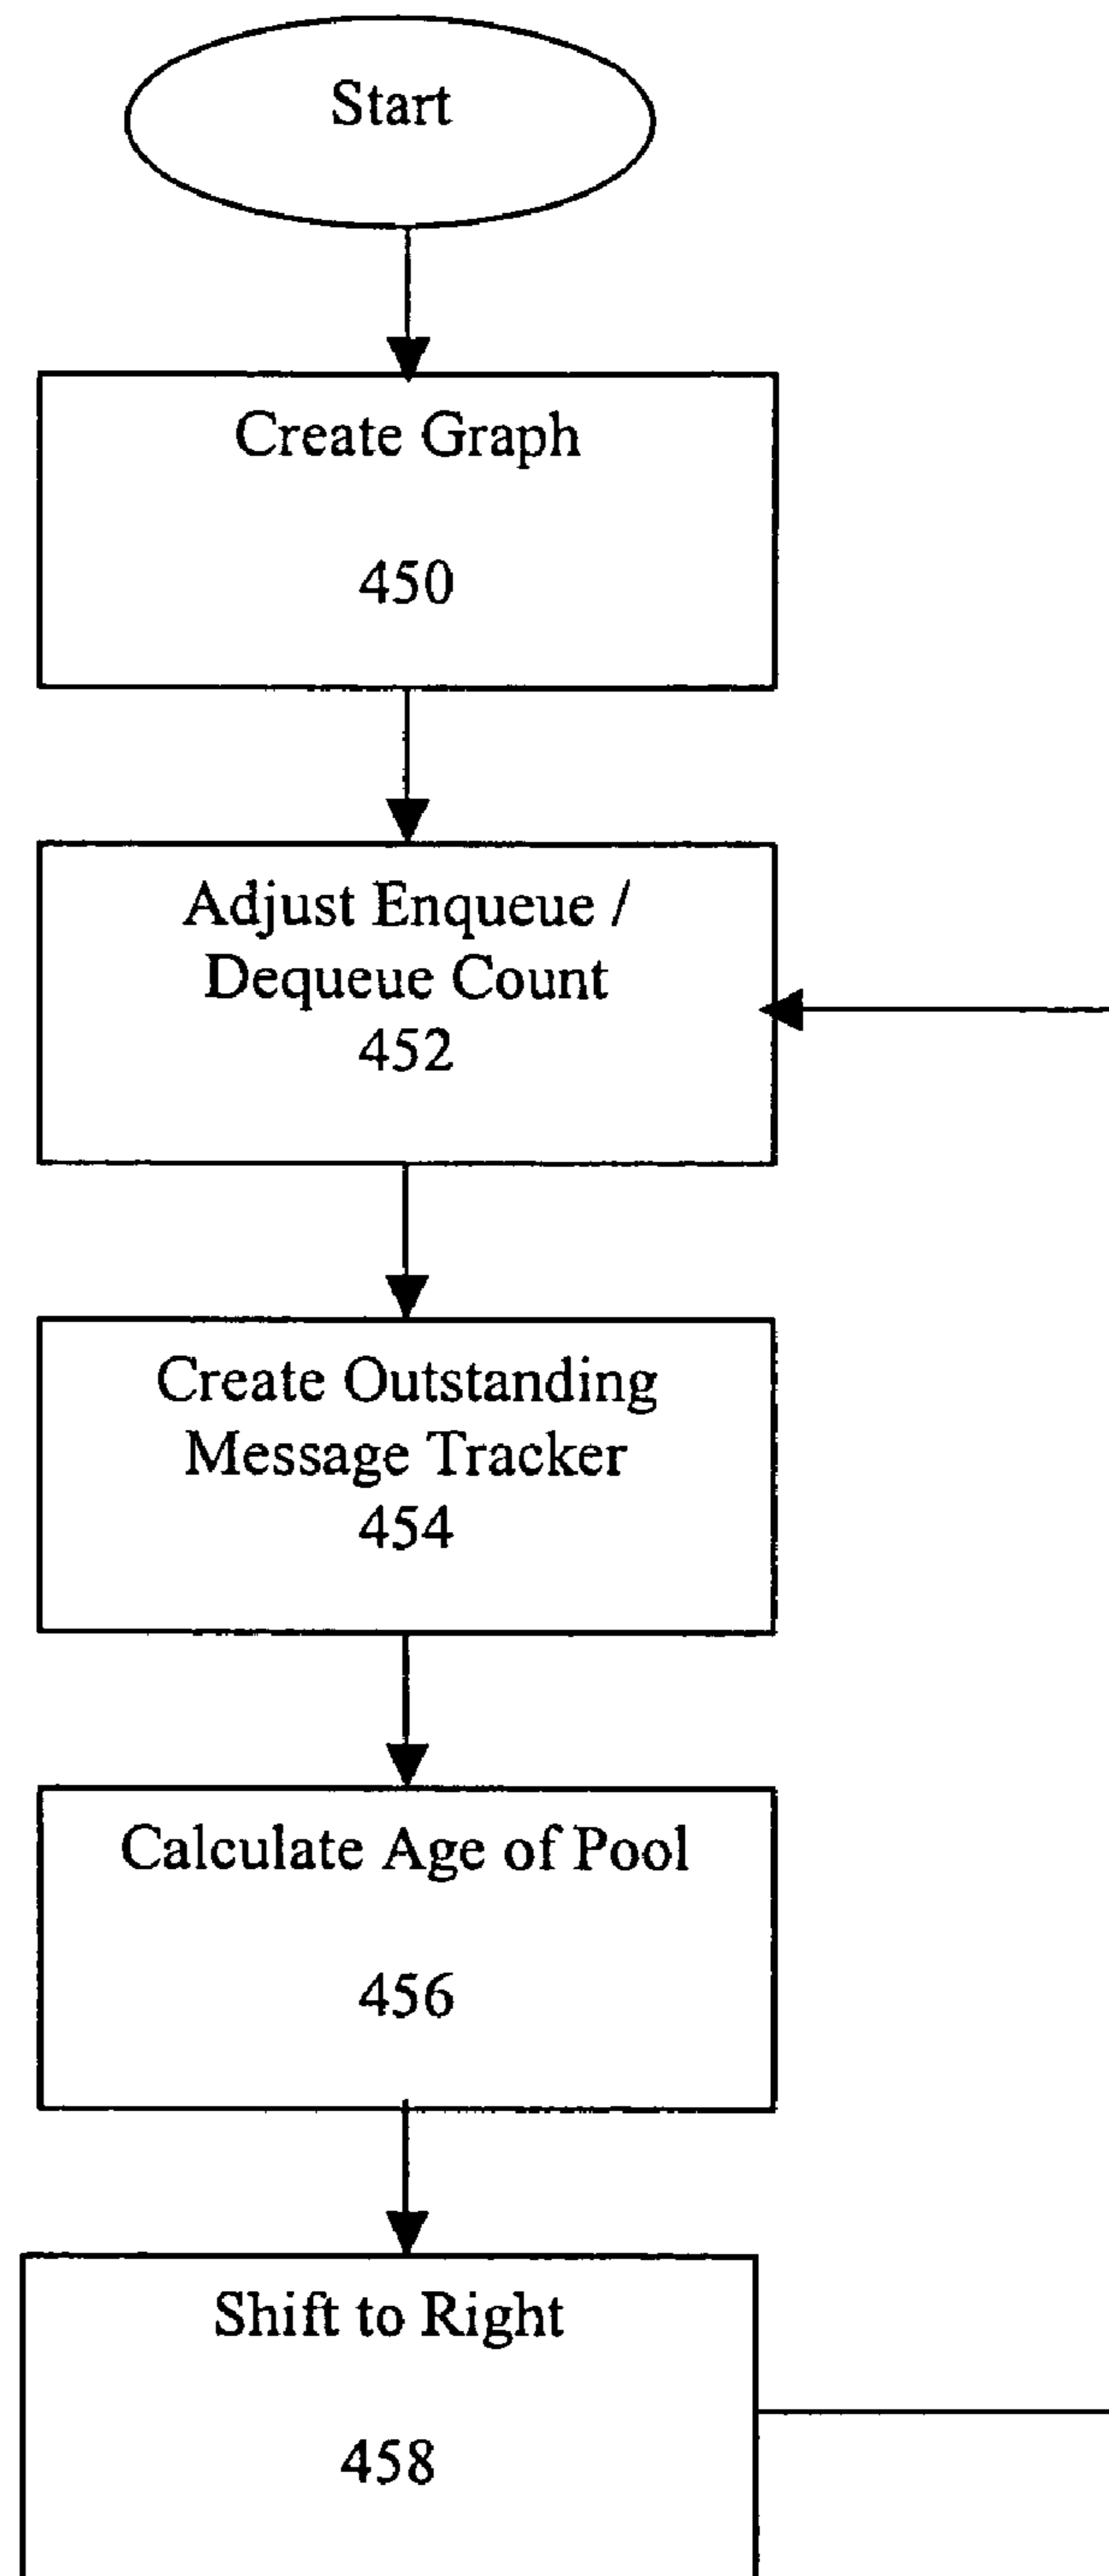 Start
Create Graph
450
Adjust Enqueue /
Dequeue Count
452
Create Outstanding
Message Tracker
454
Calculate Age of Pool
456
Shift to Right
458